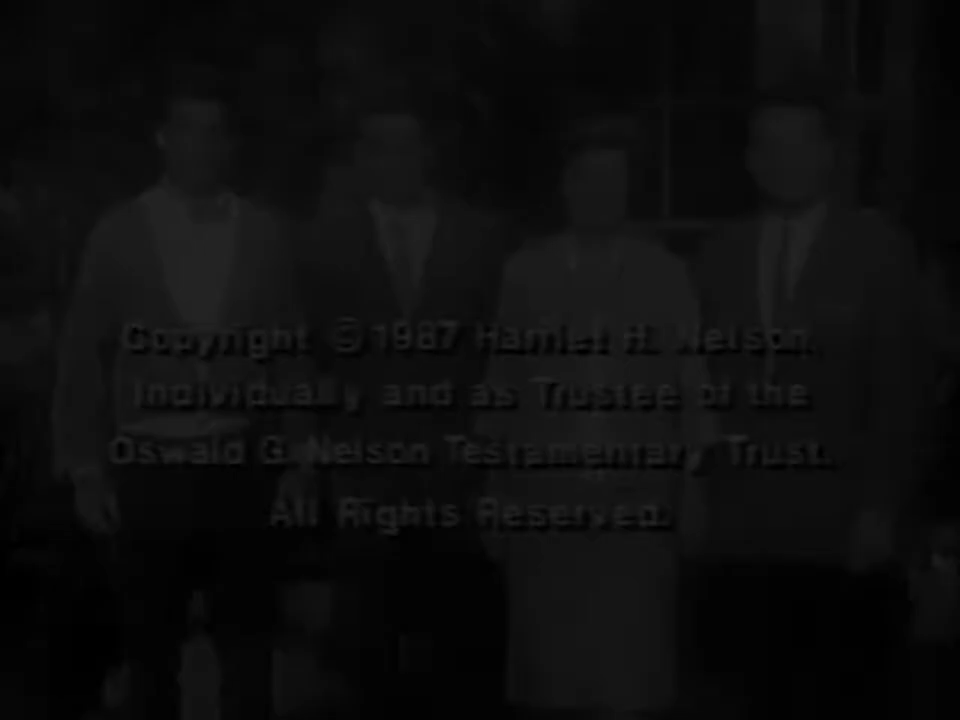 Copyright ©1987 Harriet H. Nelson.
Individually and as Trustee of the
Oswald G. Nelson Testamentary Trust.
All Rights Reserved.